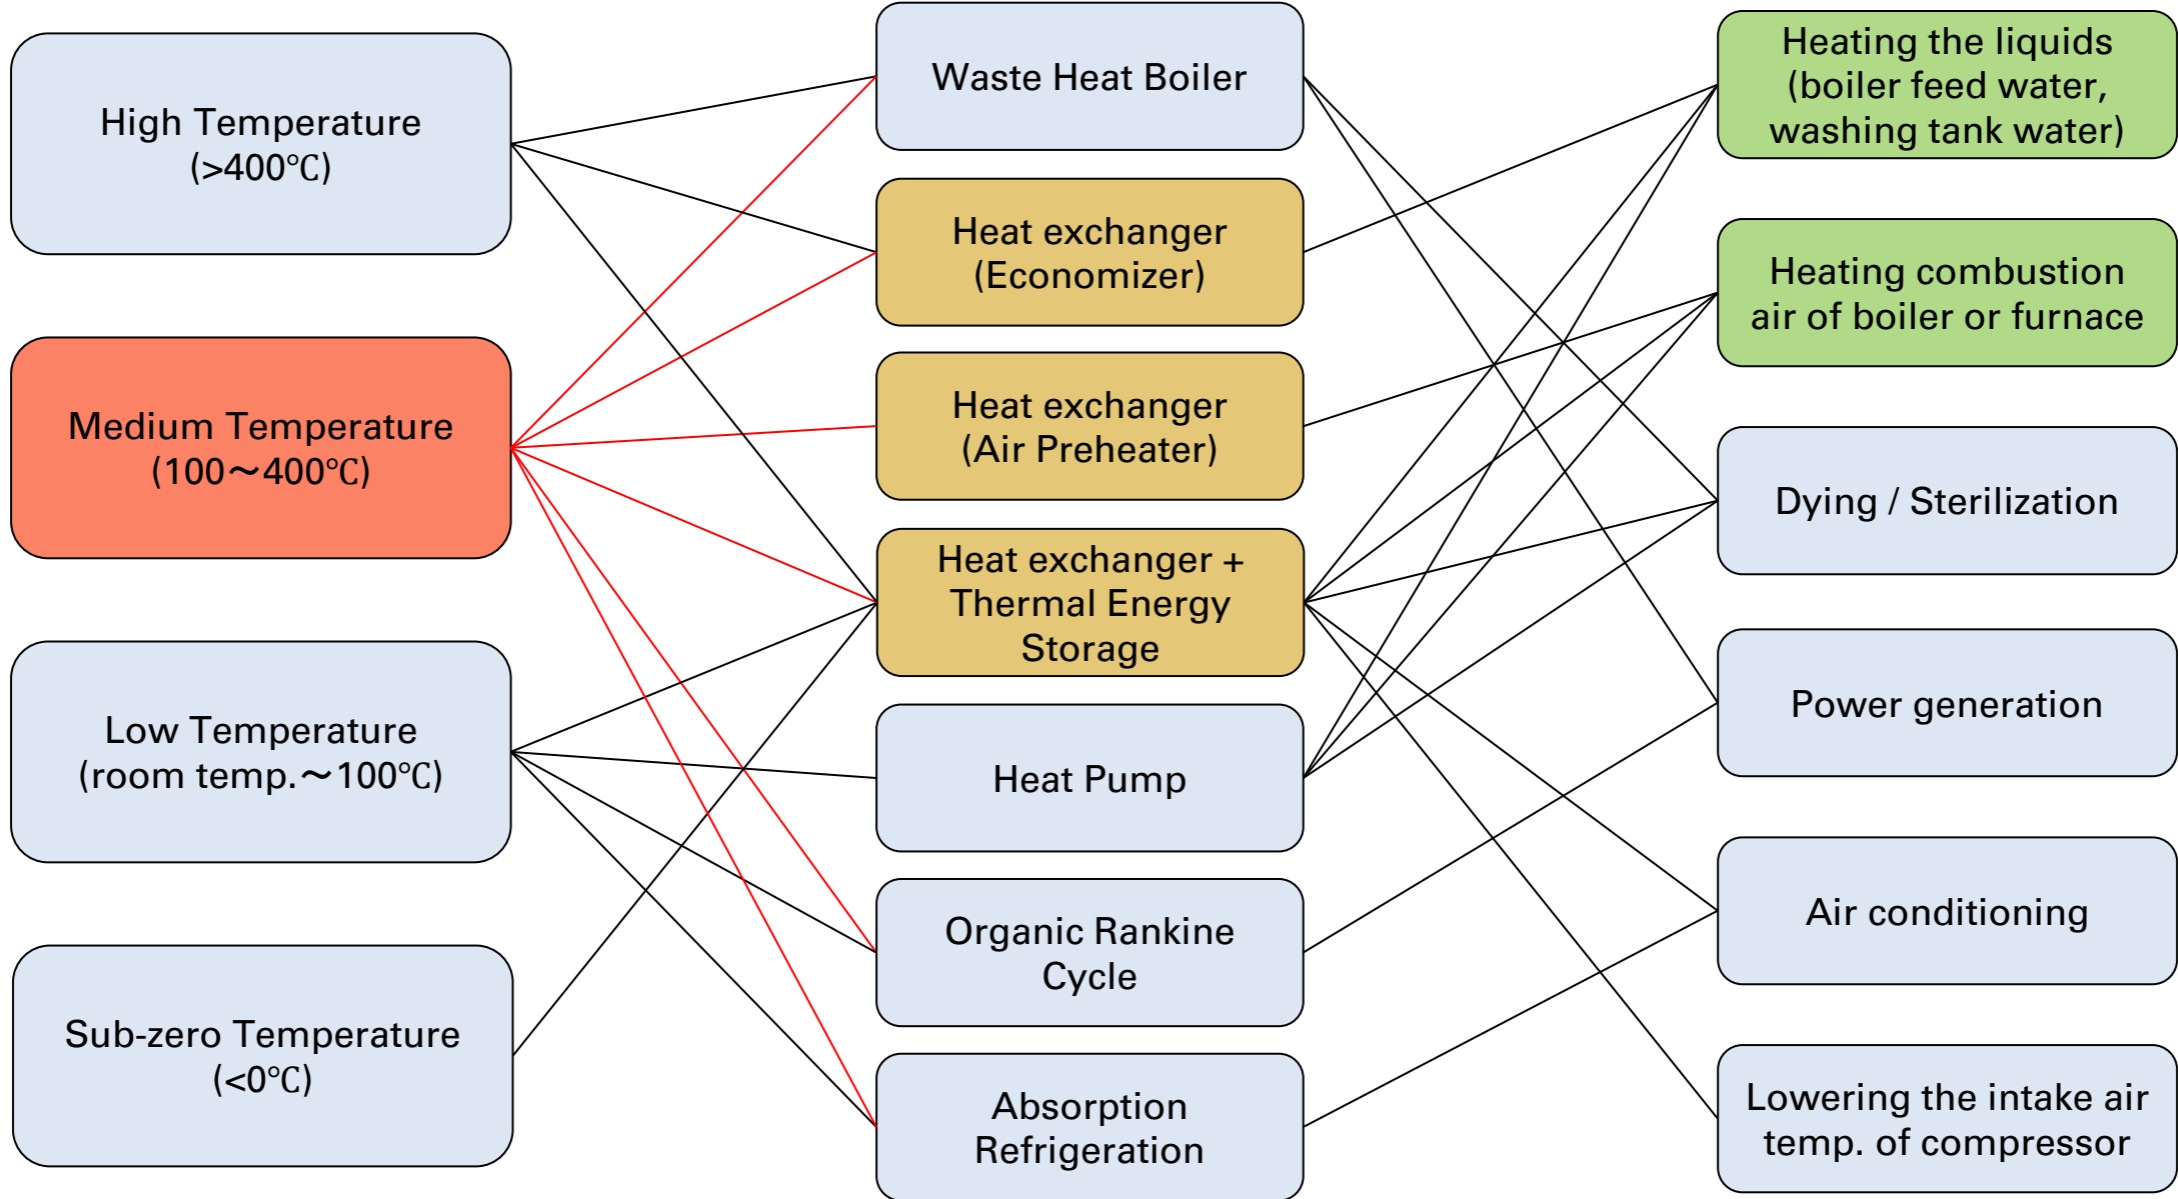 High Temperature
(>400℃)
Medium Temperature
(100～400℃)
Low Temperature
(room temp.～100℃)
Sub-zero Temperature
(<0℃)
Waste Heat Boiler
Heat exchanger
(Economizer)
Heat exchanger
(Air Preheater)
Heat exchanger +
Thermal Energy
Storage
Heat Pump
Organic Rankine
Cycle
Absorption
Refrigeration
Heating the liquids
(boiler feed water,
washing tank water)
Heating combustion
air of boiler or furnace
Dying / Sterilization
Power generation
Air conditioning
Lowering the intake air
temp. of compressor